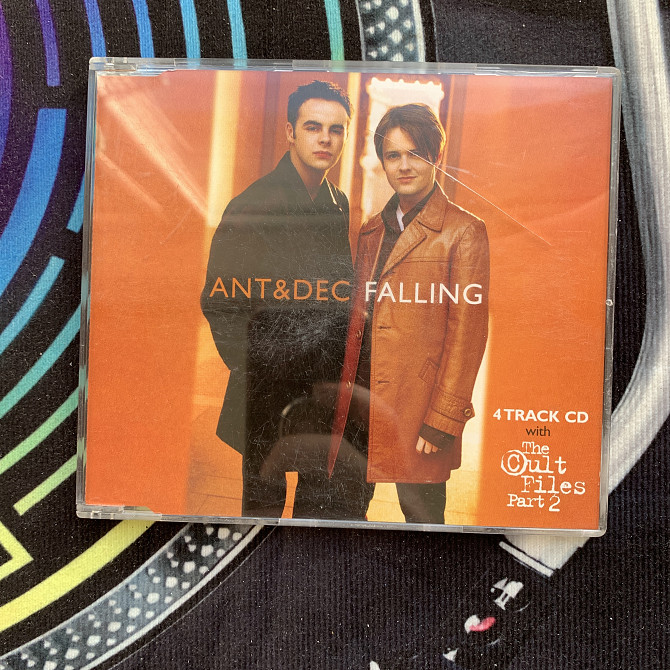 ANT&DEC FALLING
4 TRACK CD
with
The
Cult
Files
Part 2